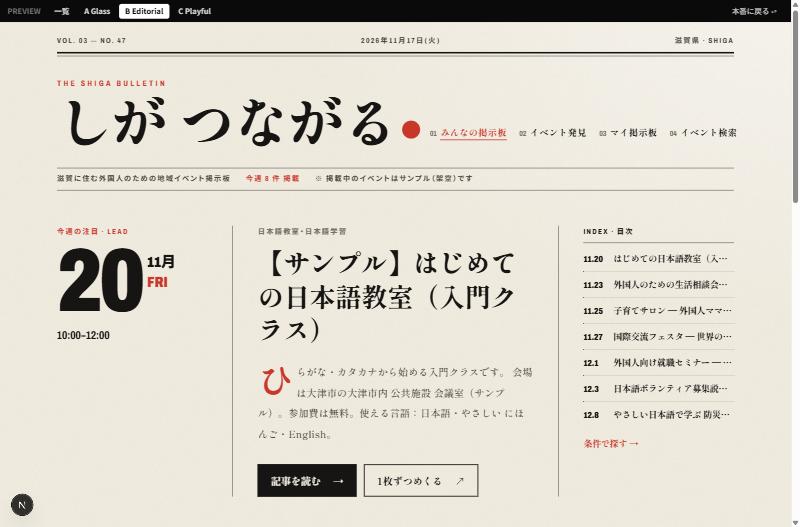 PREVIEW 一覧 A Glass B Editorial C Playful 本番に戻る
VOL. 03 — NO. 47 2026年11月17日(火) 滋賀県・SHIGA
THE SHIGA BULLETIN
しが つながる
01 みんなの掲示板 02 イベント発見 03 マイ掲示板 04 イベント検索
滋賀に住む外国人のための地域イベント掲示板 今週 8 件 掲載 ※ 掲載中のイベントはサンプル(架空)です
今週の注目・LEAD
20 11月
FRI
10:00–12:00
日本語教室・日本語学習
【サンプル】はじめて
の日本語教室（入門ク
ラス）
ひらがな・カタカナから始める入門クラスです。 会場
は大津市の大津市内 公共施設 会議室（サンプ
ル）。参加費は無料。使える言語：日本語・やさしい にほ
んご・English。
記事を読む →
1枚ずつめくる ↗
INDEX・目次
11.20 はじめての日本語教室（入…
11.23 外国人のための生活相談会…
11.25 子育てサロン — 外国人ママ…
11.27 国際交流フェスタ — 世界の…
12.1 外国人向け就職セミナー — …
12.3 日本語ボランティア募集説…
12.8 やさしい日本語で学ぶ 防災…
条件で探す →
N